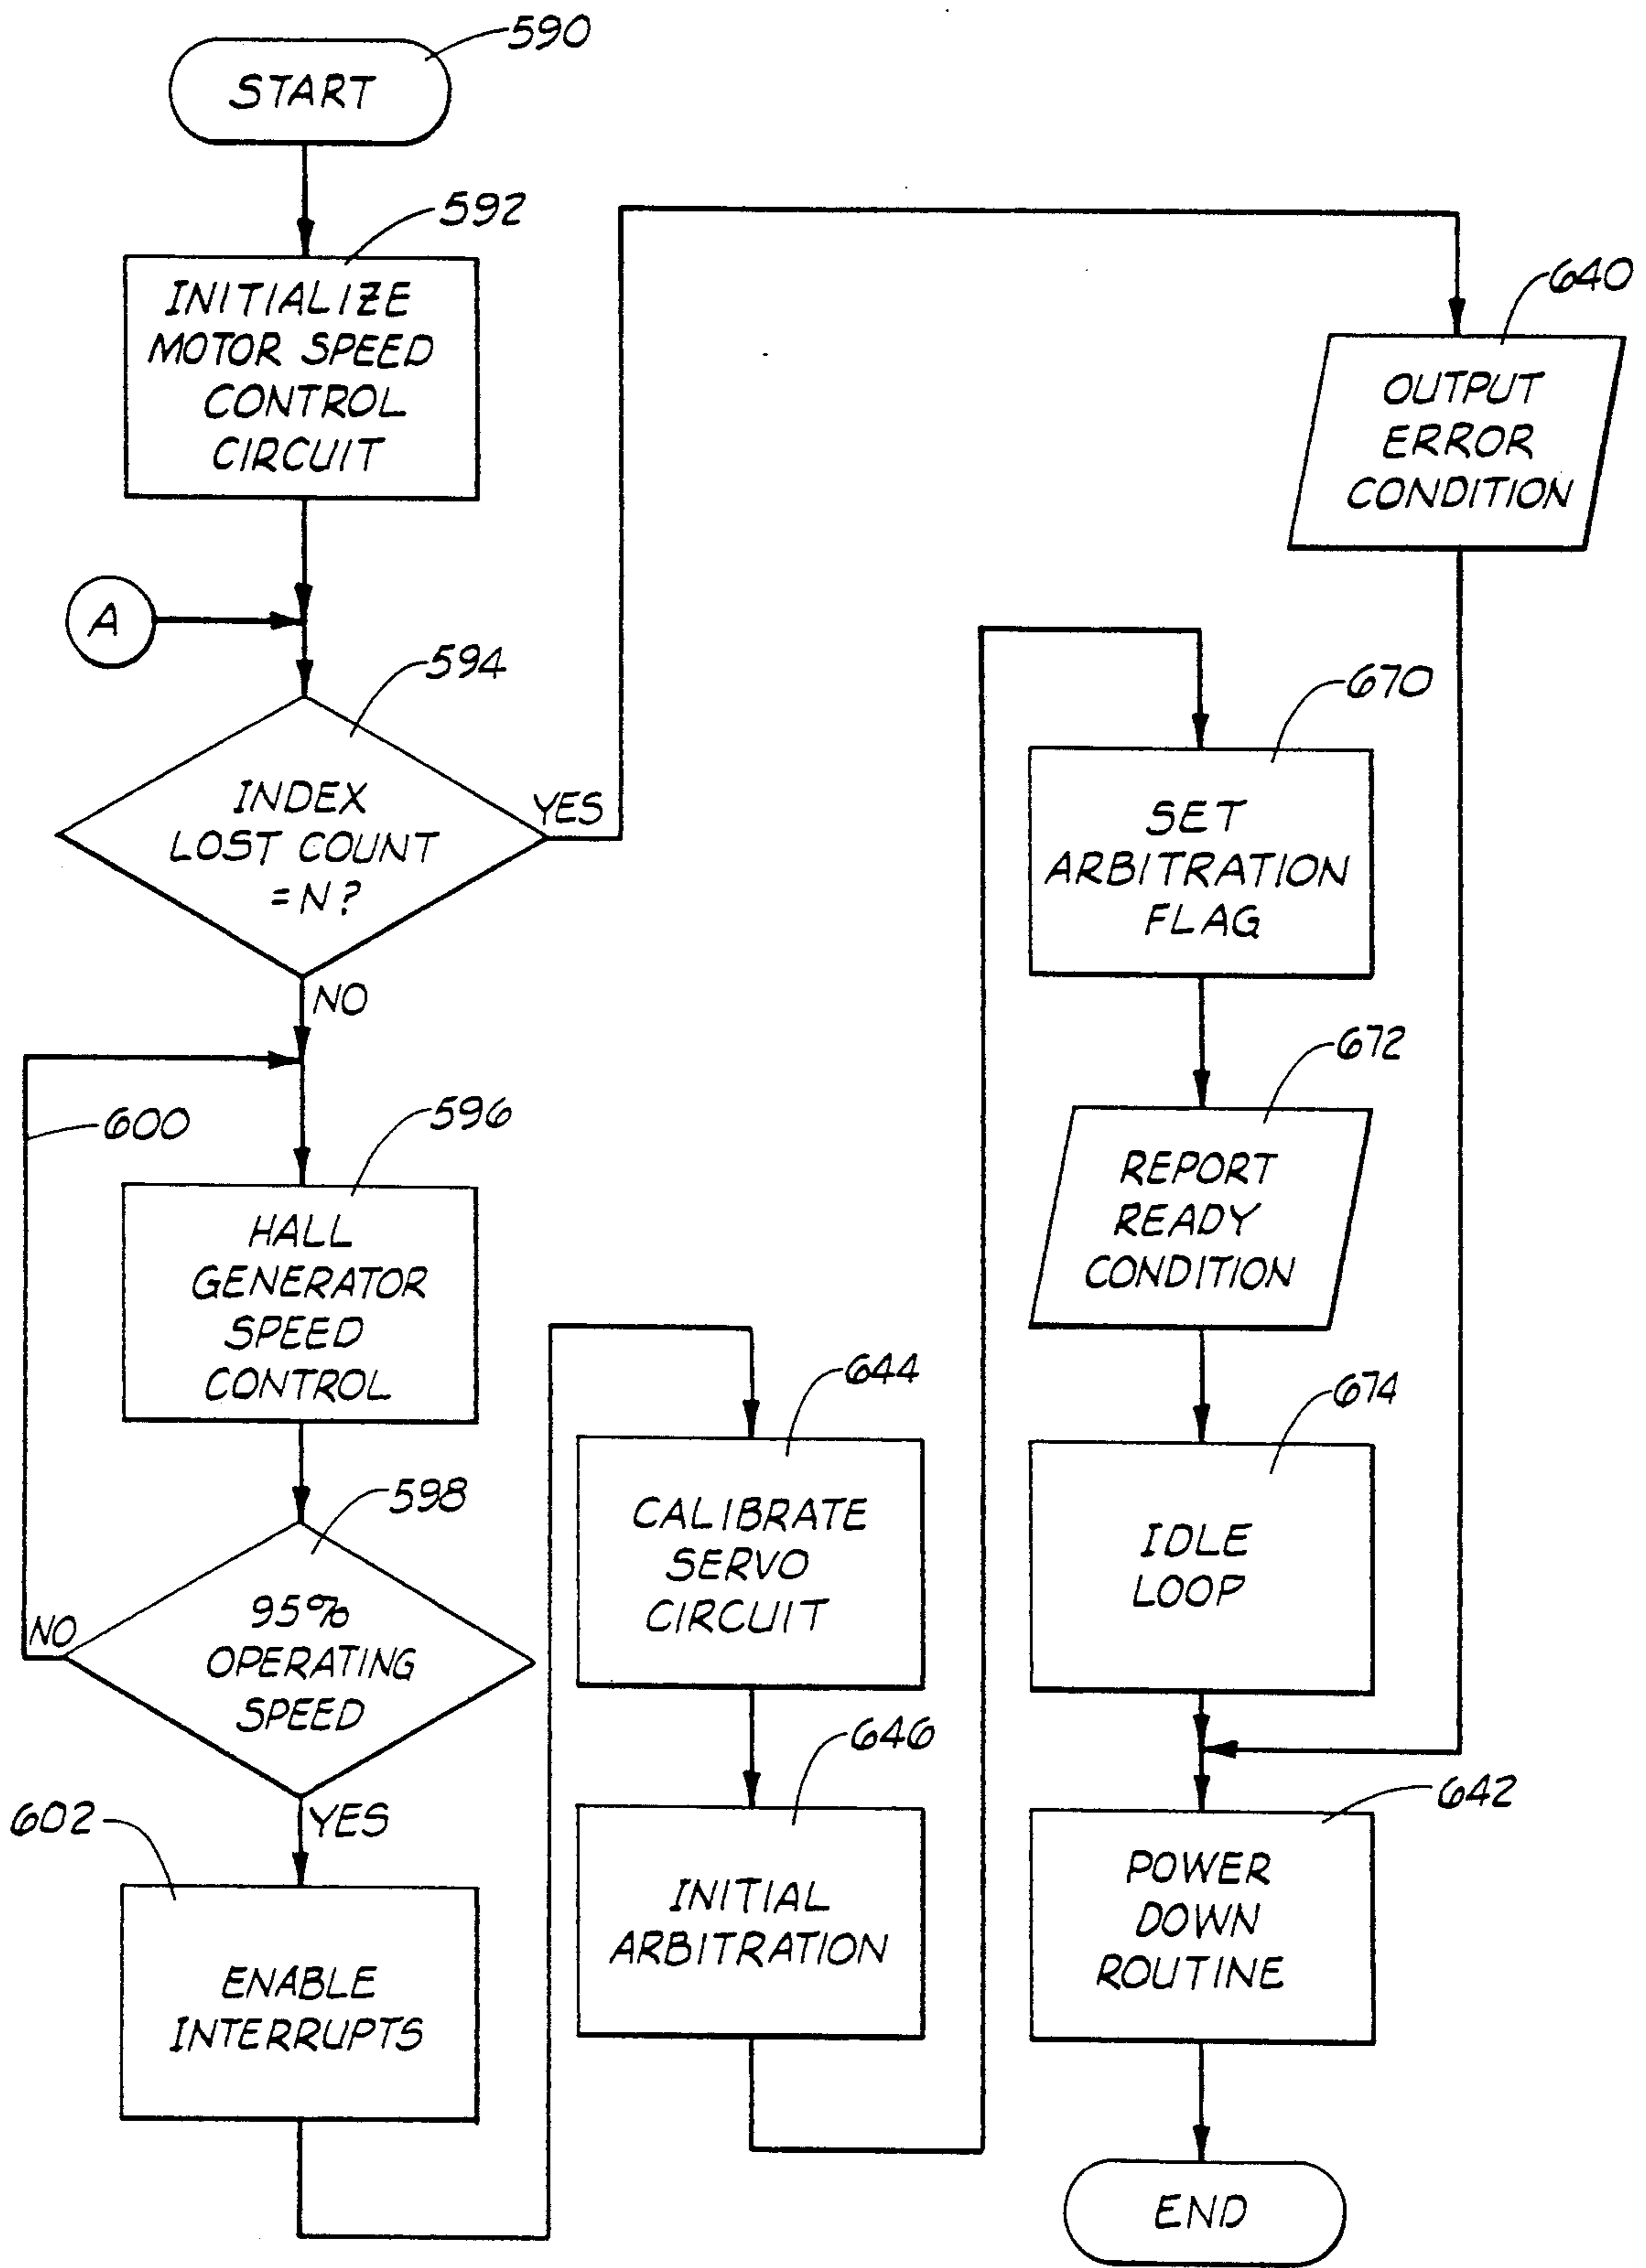 590
START
592
INITIALIZE
MOTOR SPEED
CONTROL
CIRCUIT
A
594
INDEX
LOST COUNT
=N?
YES
NO
600
596
HALL
GENERATOR
SPEED
CONTROL
598
95%
OPERATING
SPEED
NO
YES
602
ENABLE
INTERRUPTS
644
CALIBRATE
SERVO
CIRCUIT
646
INITIAL
ARBITRATION
640
OUTPUT
ERROR
CONDITION
670
SET
ARBITRATION
FLAG
672
REPORT
READY
CONDITION
674
IDLE
LOOP
642
POWER
DOWN
ROUTINE
END